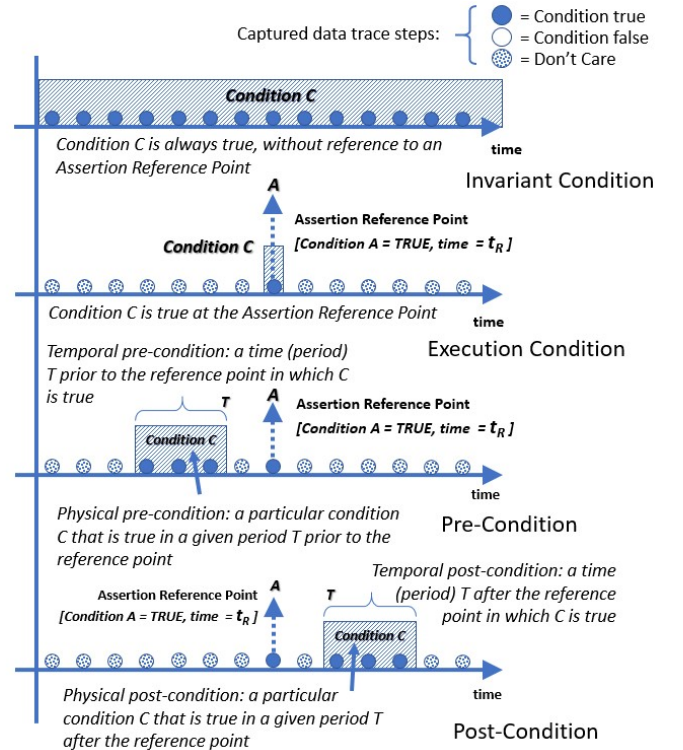 Captured data trace steps:
= Condition true
= Condition false
= Don't Care
Condition C
Condition C is always true, without reference to an
Assertion Reference Point
time
Invariant Condition
A
Assertion Reference Point
[Condition A = TRUE, time = tR ]
Condition C
Condition C is true at the Assertion Reference Point
time
Execution Condition
Temporal pre-condition: a time (period)
T prior to the reference point in which C
is true
T
A
Assertion Reference Point
[Condition A = TRUE, time = tR ]
Condition C
time
Physical pre-condition: a particular condition
C that is true in a given period T prior to the
reference point
Pre-Condition
Temporal post-condition: a time
(period) T after the reference
point in which C is true
Assertion Reference Point
[Condition A = TRUE, time = tR ]
A
T
Condition C
time
Physical post-condition: a particular
condition C that is true in a given period T
after the reference point
Post-Condition